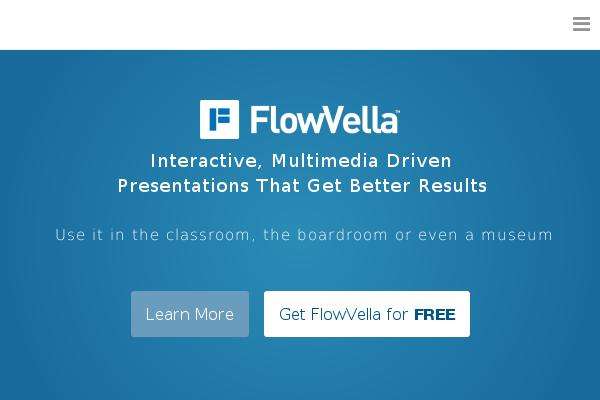 FlowVella™
Interactive, Multimedia Driven
Presentations That Get Better Results
Use it in the classroom, the boardroom or even a museum
Learn More
Get FlowVella for FREE